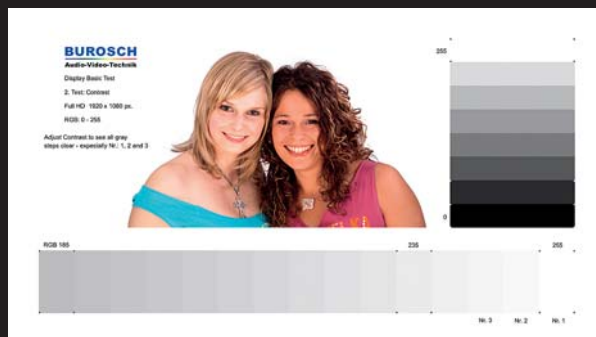 BUROSCH
Audio-Video-Technik
Display Basic Test
2. Test: Contrast
Full HD 1920 x 1080 px.
RGB: 0 - 255
Adjust Contrast to see all gray
steps clear - especially Nr.: 1, 2 and 3
255
0
RGB 185
235
255
Nr. 3
Nr. 2
Nr. 1